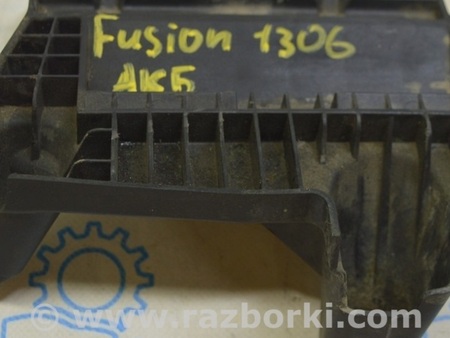 Fusion 1306
АКБ
www.razborki.com